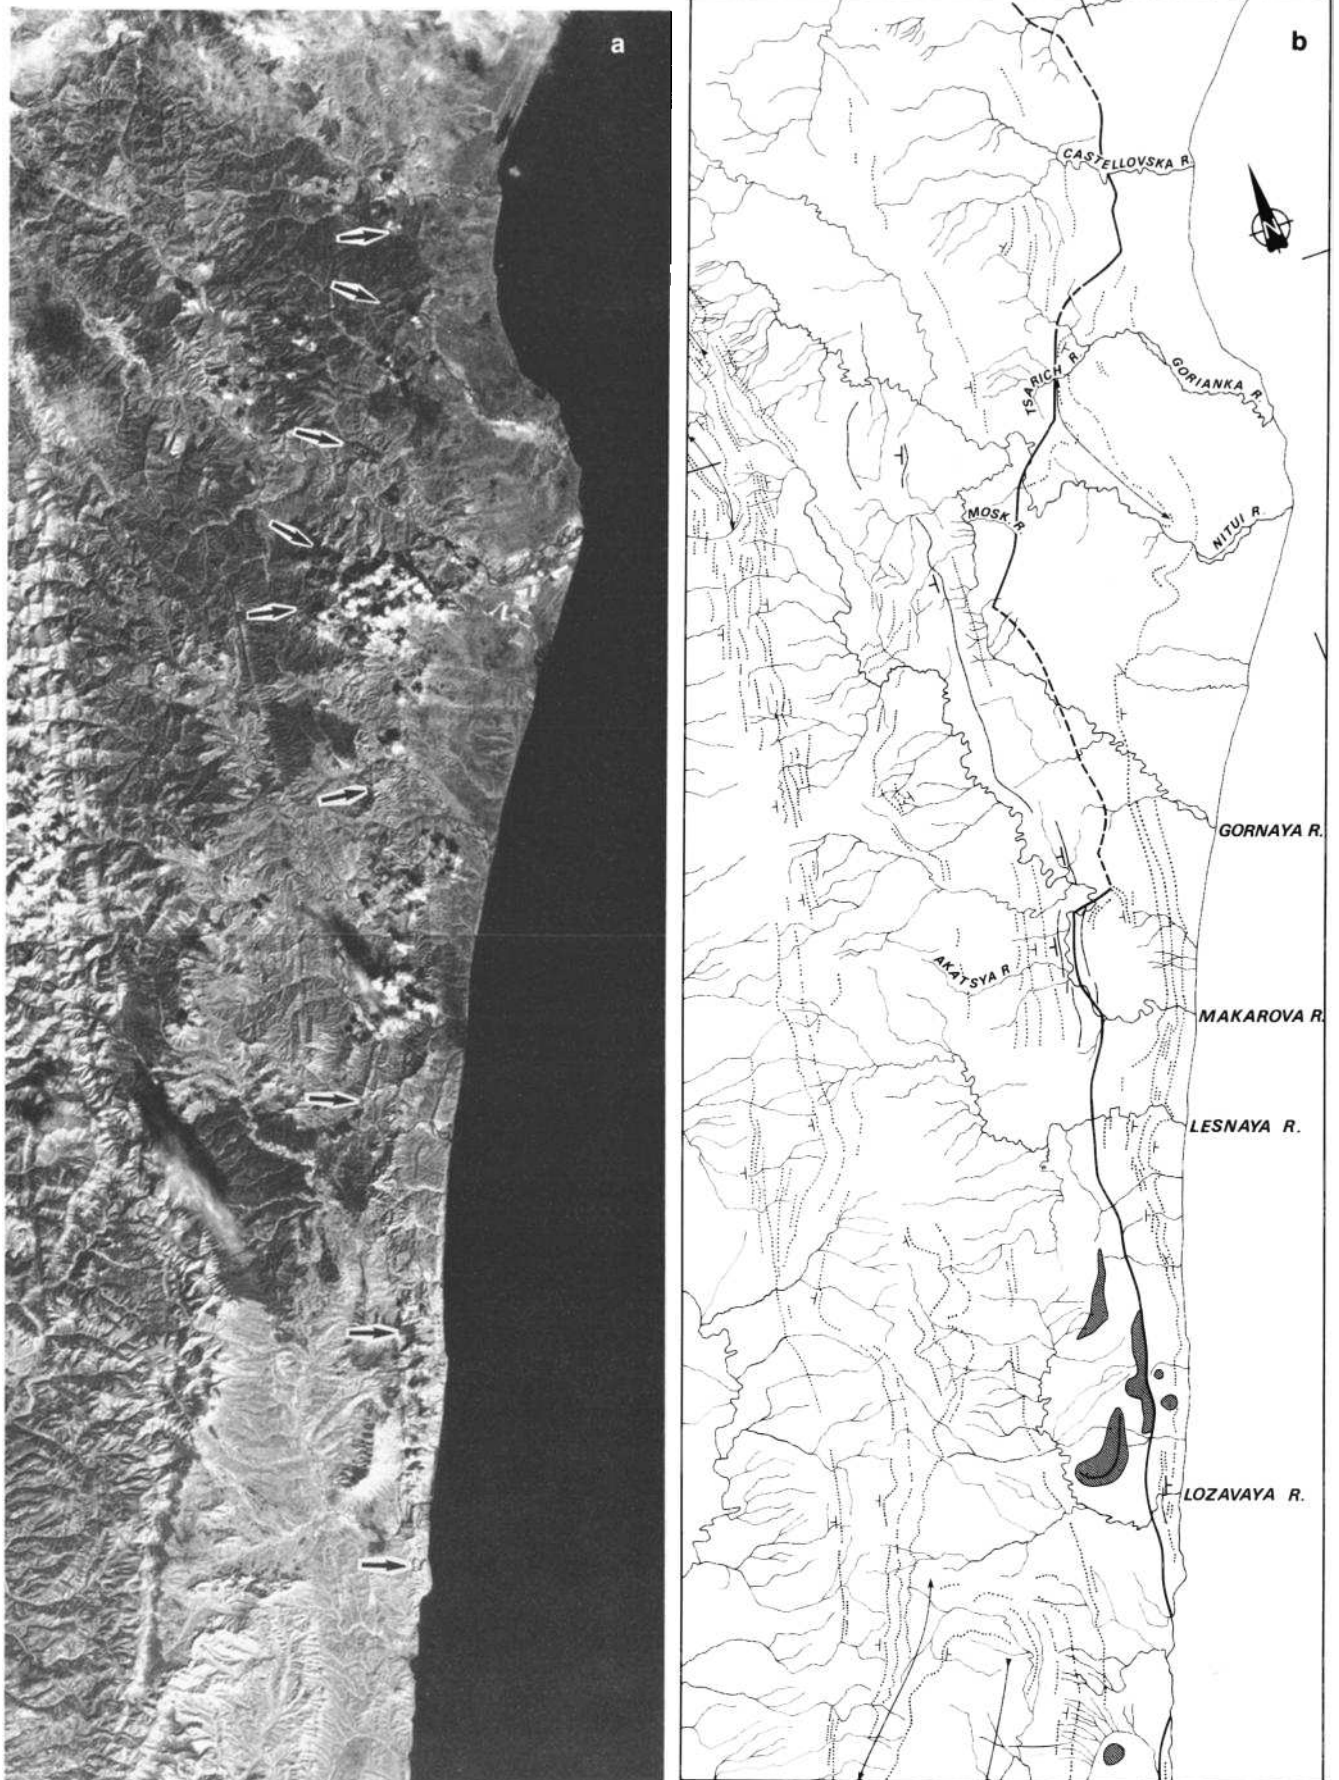 a
b
CASTELLOVSKA R.
N
TSARICH R.
GORIANKA R.
MOSK. R.
NITUI R.
GORNAYA R.
AKATSYA R
MAKAROVA R.
LESNAYA R.
LOZAVAYA R.